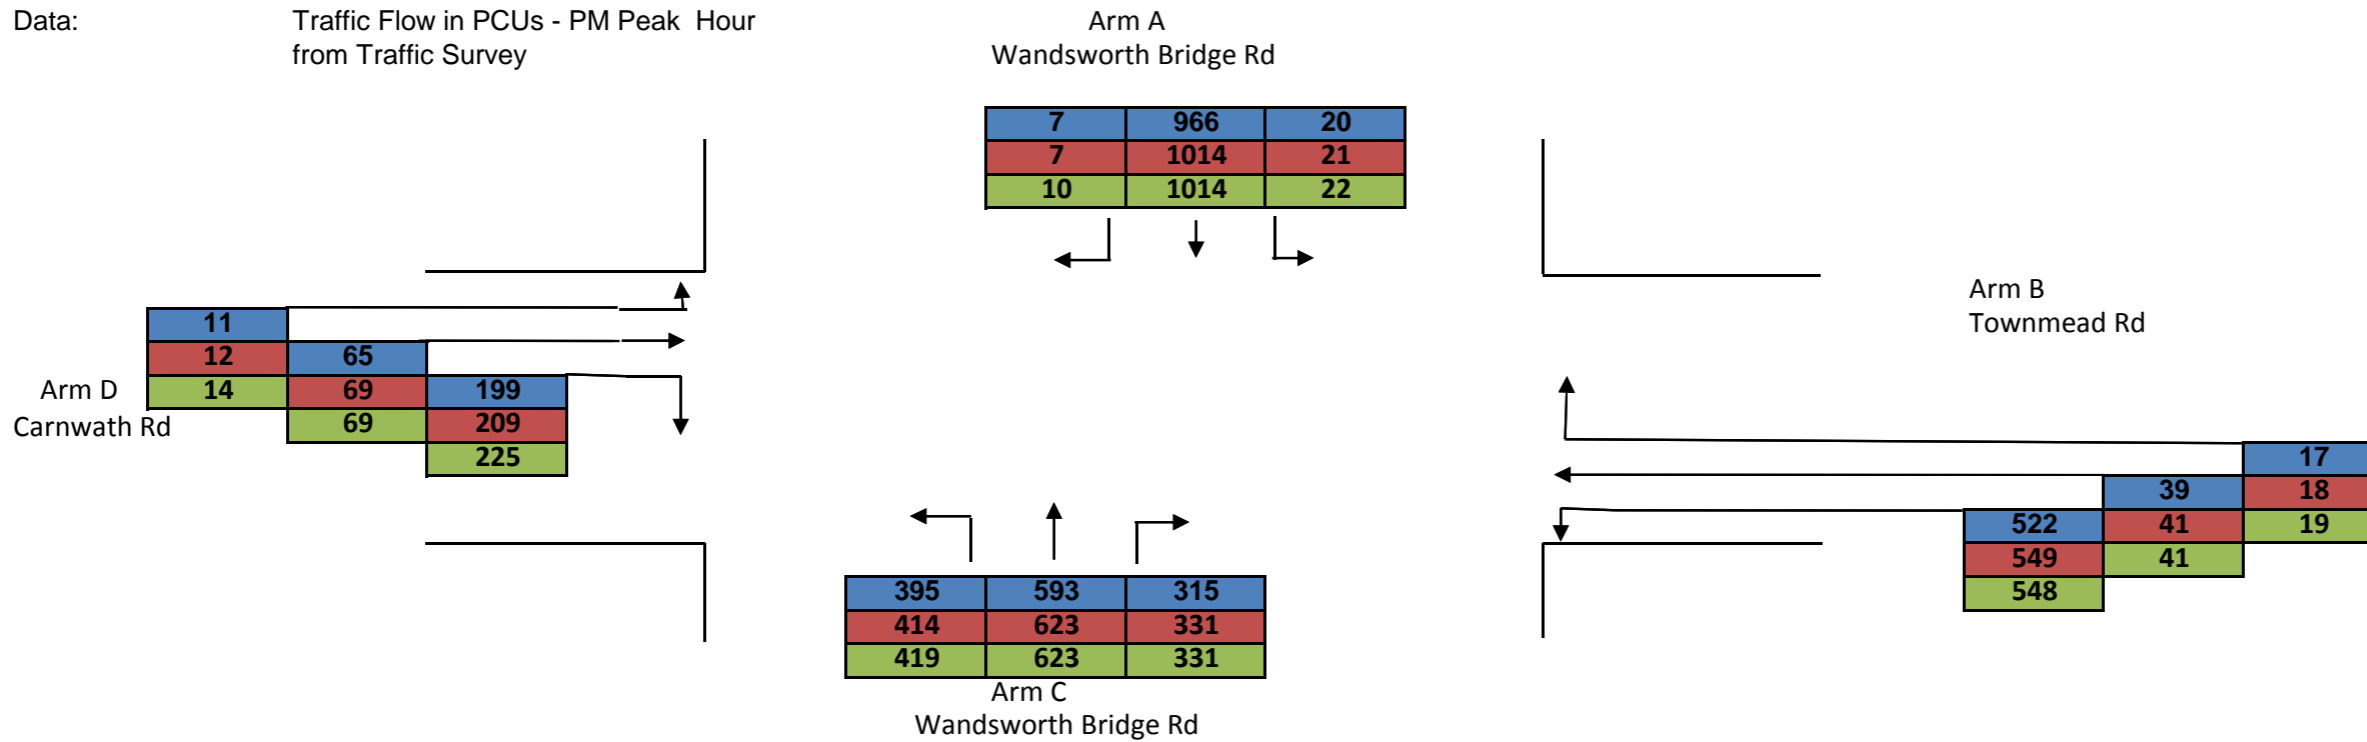 Data: Traffic Flow in PCUs - PM Peak Hour
from Traffic Survey
Arm A
Wandsworth Bridge Rd
7 966 20
7 1014 21
10 1014 22
Arm B
Townmead Rd
11
12 65
14 69 199
69 209
225
Arm D
Carnwath Rd
17
39 18
522 41 19
549 41
548
395 593 315
414 623 331
419 623 331
Arm C
Wandsworth Bridge Rd